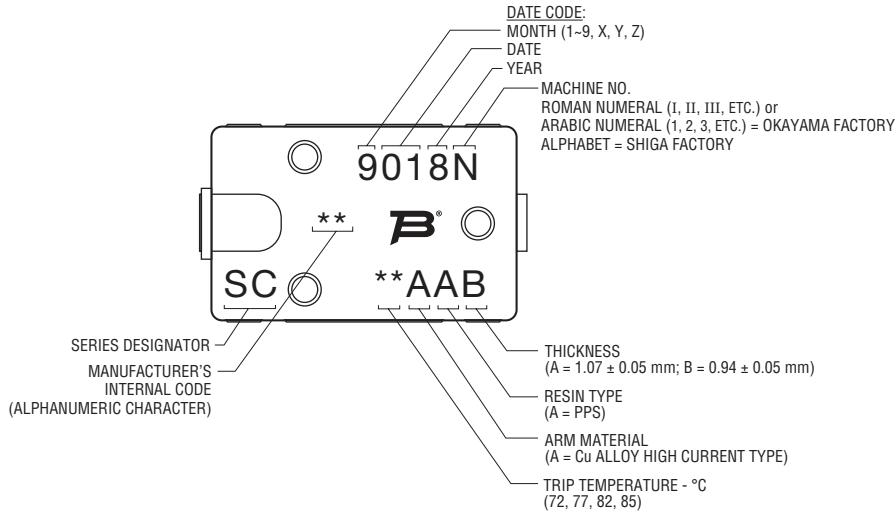 DATE CODE:
MONTH (1~9, X, Y, Z)
DATE
YEAR
MACHINE NO.
ROMAN NUMERAL (I, II, III, ETC.) or
ARABIC NUMERAL (1, 2, 3, ETC.) = OKAYAMA FACTORY
ALPHABET = SHIGA FACTORY
9018N
**
B®
SC
**AAB
SERIES DESIGNATOR
MANUFACTURER'S
INTERNAL CODE
(ALPHANUMERIC CHARACTER)
THICKNESS
(A = 1.07 ± 0.05 mm; B = 0.94 ± 0.05 mm)
RESIN TYPE
(A = PPS)
ARM MATERIAL
(A = Cu ALLOY HIGH CURRENT TYPE)
TRIP TEMPERATURE - °C
(72, 77, 82, 85)